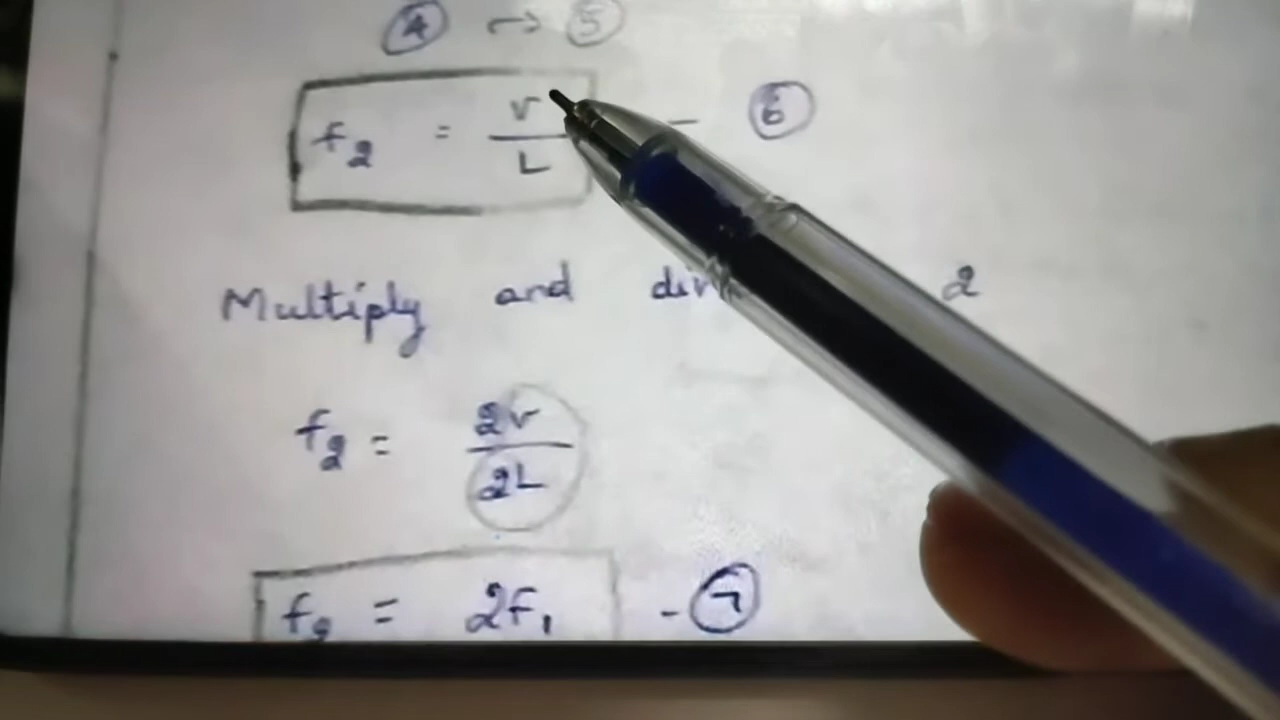 ④ → ⑤
f₂ = v/L - ⑥
Multiply and 2
f₂ = 2v/2L
f₂ = 2f₁ - ⑦